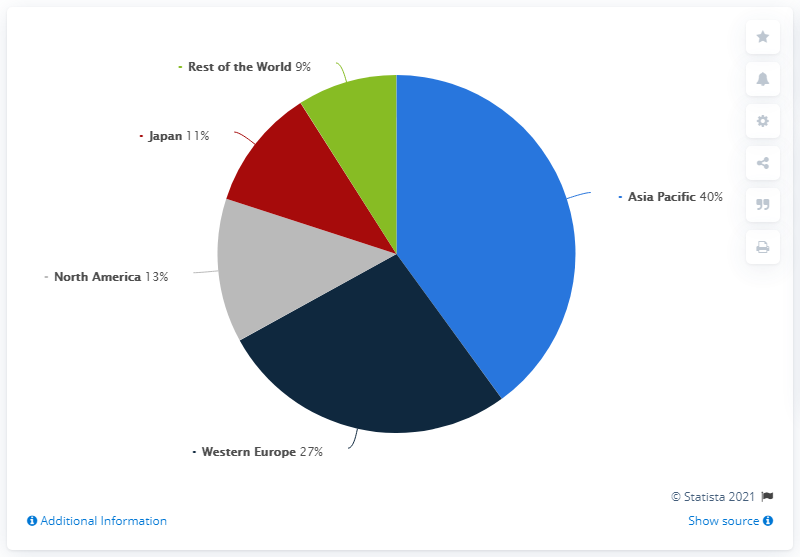 Rest of the World 9%
Japan 11%
Asia Pacific 40%
North America 13%
Western Europe 27%
© Statista 2021
Additional Information
Show source